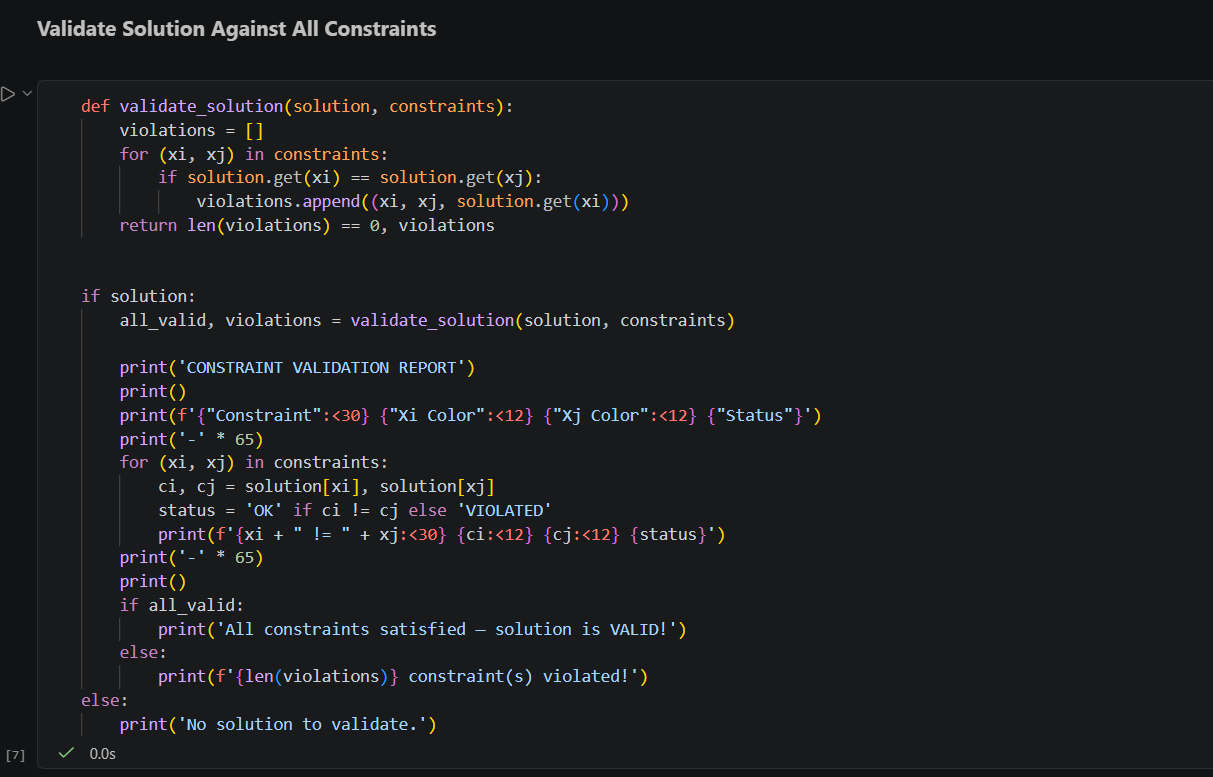 Validate Solution Against All Constraints
def validate_solution(solution, constraints):
    violations = []
    for (xi, xj) in constraints:
        if solution.get(xi) == solution.get(xj):
            violations.append((xi, xj, solution.get(xi)))
    return len(violations) == 0, violations
if solution:
    all_valid, violations = validate_solution(solution, constraints)
    print('CONSTRAINT VALIDATION REPORT')
    print()
    print(f'{"Constraint":<30} {"Xi Color":<12} {"Xj Color":<12} {"Status"}')
    print('-' * 65)
    for (xi, xj) in constraints:
        ci, cj = solution[xi], solution[xj]
        status = 'OK' if ci != cj else 'VIOLATED'
        print(f'{xi + " != " + xj:<30} {ci:<12} {cj:<12} {status}')
    print('-' * 65)
    print()
    if all_valid:
        print('All constraints satisfied — solution is VALID!')
    else:
        print(f'{len(violations)} constraint(s) violated!')
else:
    print('No solution to validate.')
[7] 0.0s